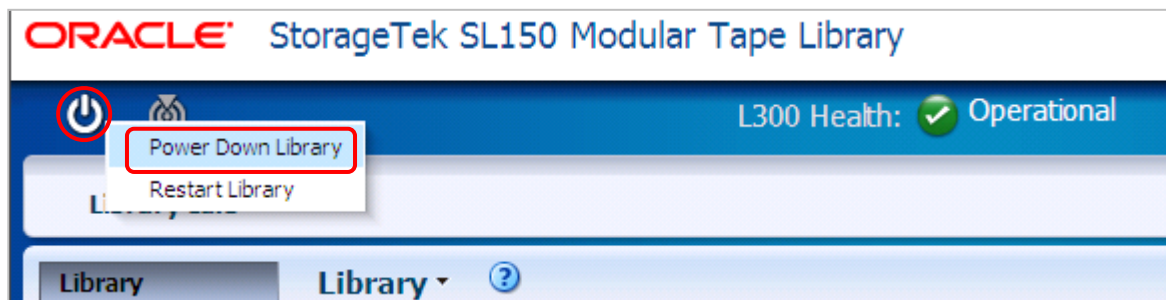 ORACLE StorageTek SL150 Modular Tape Library
L300 Health: Operational
Power Down Library
Restart Library
Library
Library